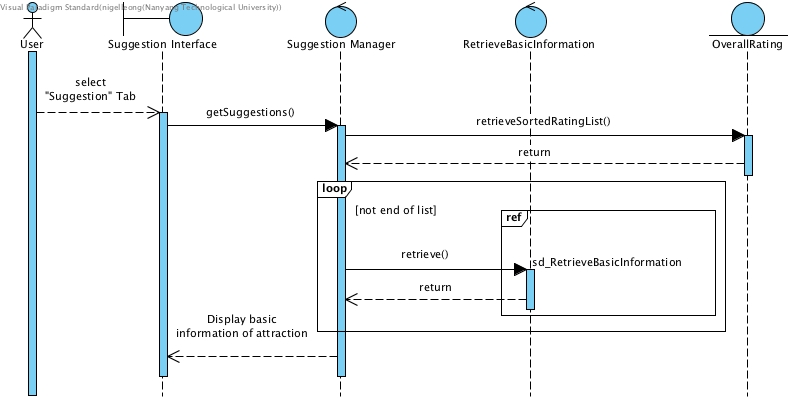 Visual Paradigm Standard(nigelleong(Nanyang Technological University))
User
Suggestion Interface
Suggestion Manager
RetrieveBasicInformation
OverallRating
select
"Suggestion" Tab
getSuggestions()
retrieveSortedRatingList()
return
loop
[not end of list]
ref
retrieve()
sd_RetrieveBasicInformation
return
Display basic
information of attraction